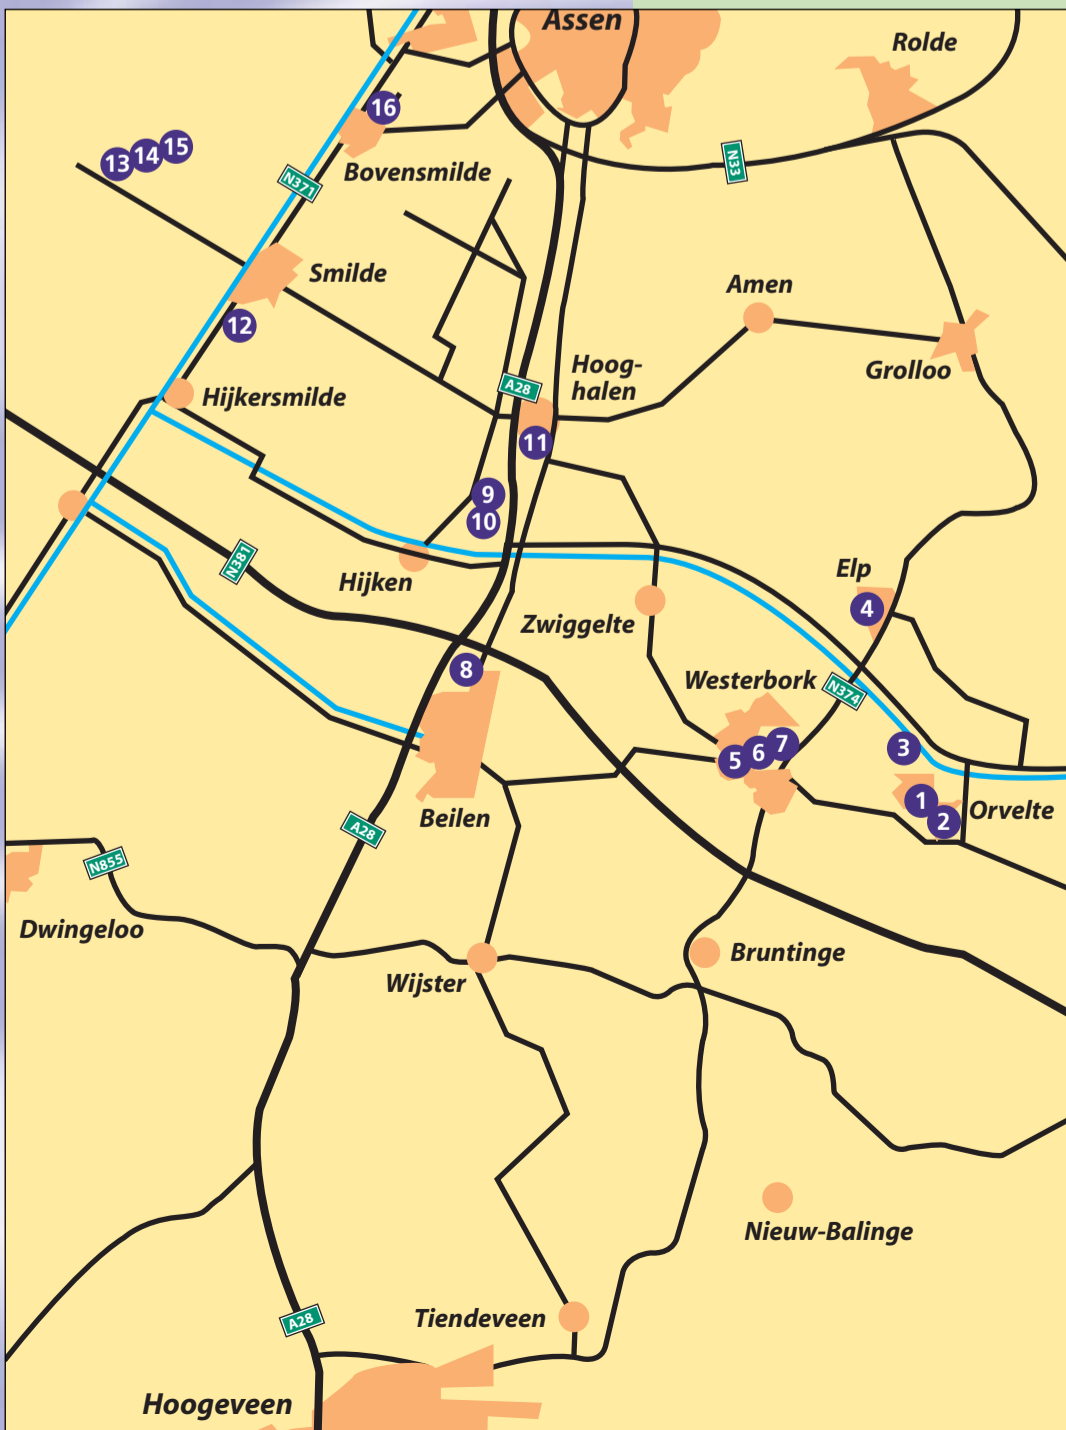 Assen
Rolde
16
13
14
15
N33
Bovensmilde
N371
Smilde
Amen
12
Hoog-
halen
Grolloo
A28
Hijkersmilde
11
9
10
N381
Hijken
Elp
4
Zwiggelte
8
Westerbork
N374
5
6
7
3
1
2
Orvelte
Beilen
A28
N855
Dwingeloo
Wijster
Bruntinge
Nieuw-Balinge
Tiendeveen
A28
Hoogeveen